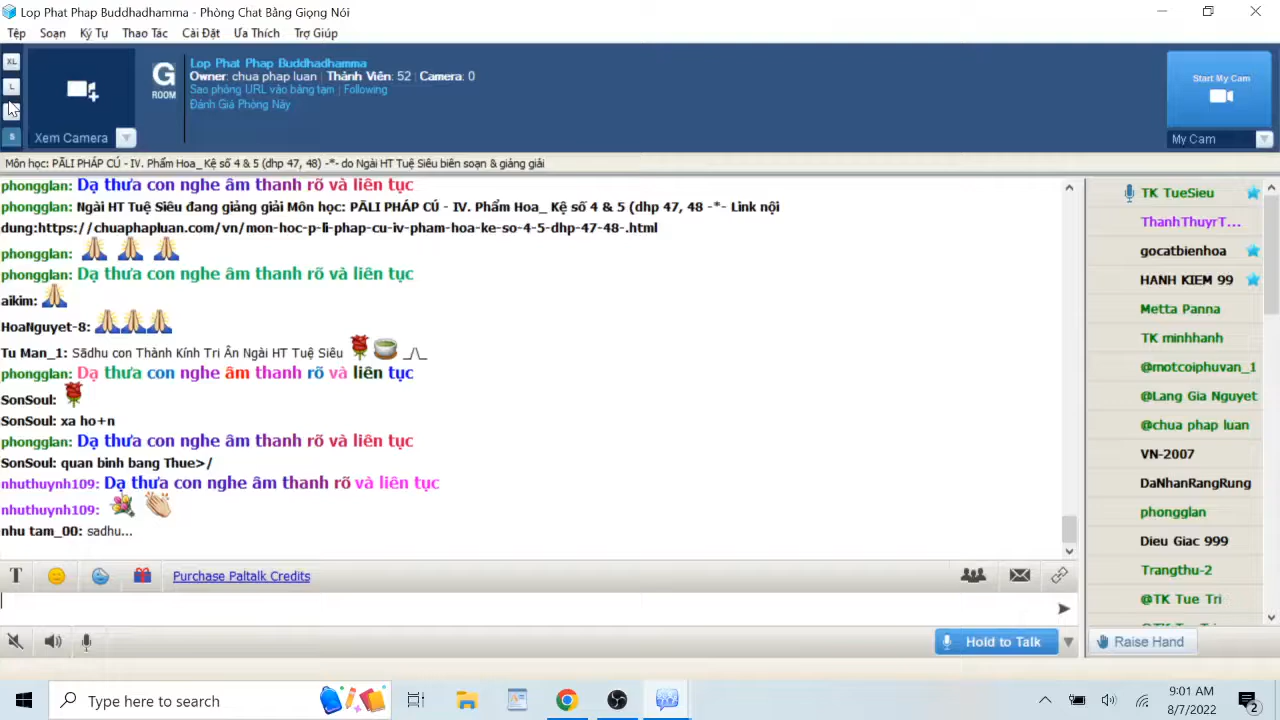 Lop Phat Phap Buddhadhamma - Phòng Chat Bằng Giọng Nói
Tệp Soạn Ký Tự Thao Tác Cài Đặt Ưa Thích Trợ Giúp
XL
L
S
Xem Camera
G
ROOM
Lop Phat Phap Buddhadhamma
Owner: chua phap luan | Thành Viên: 52 | Camera: 0
Sao phòng URL vào bảng tạm | Following
Đánh Giá Phòng Này
Start My Cam
My Cam
Môn học: PÃLI PHÁP CÚ - IV. Phẩm Hoa_ Kệ số 4 & 5 (dhp 47, 48) -*- do Ngài HT Tuệ Siêu biên soạn & giảng giải
phongglan: Dạ thưa con nghe âm thanh rõ và liên tục
phongglan: Ngài HT Tuệ Siêu đang giảng giải Môn học: PÃLI PHÁP CÚ - IV. Phẩm Hoa_ Kệ số 4 & 5 (dhp 47, 48 -*- Link nội
dung:https://chuaphapluan.com/vn/mon-hoc-p-li-phap-cu-iv-pham-hoa-ke-so-4-5-dhp-47-48-.html
phongglan: 🙏 🙏 🙏
phongglan: Dạ thưa con nghe âm thanh rõ và liên tục
aikim: 🙏
HoaNguyet-8: 🙏🙏🙏
Tu Man_1: Sãdhu con Thành Kính Tri Ân Ngài HT Tuệ Siêu 🌹🍵 _/\_
phongglan: Dạ thưa con nghe âm thanh rõ và liên tục
SonSoul: 🌹
SonSoul: xa ho+n
phongglan: Dạ thưa con nghe âm thanh rõ và liên tục
SonSoul: quan binh bang Thue>/
nhuthuynh109: Dạ thưa con nghe âm thanh rõ và liên tục
nhuthuynh109: 💐 👏
nhu tam_00: sadhu...
T Purchase Paltalk Credits
Hold to Talk
TK TueSieu
ThanhThuyrT...
gocatbienhoa
HANH KIEM 99
Metta Panna
TK minhhanh
@motcoiphuvan_1
@Lang Gia Nguyet
@chua phap luan
VN-2007
DaNhanRangRung
phongglan
Dieu Giac 999
Trangthu-2
@TK Tue Tri
Raise Hand
Type here to search
9:01 AM
8/7/2022
2